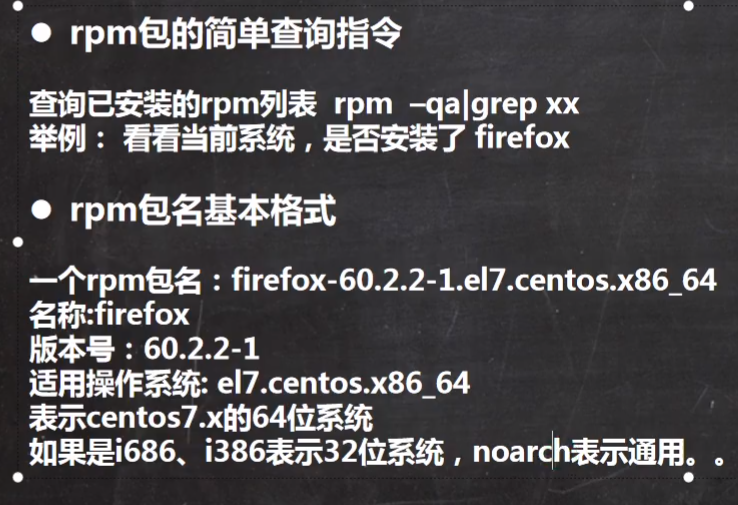 ● rpm包的简单查询指令
查询已安装的rpm列表 rpm –qa|grep xx
举例： 看看当前系统，是否安装了 firefox
● rpm包名基本格式
一个rpm包名：firefox-60.2.2-1.el7.centos.x86_64
名称:firefox
版本号：60.2.2-1
适用操作系统: el7.centos.x86_64
表示centos7.x的64位系统
如果是i686、i386表示32位系统，noarch表示通用。。